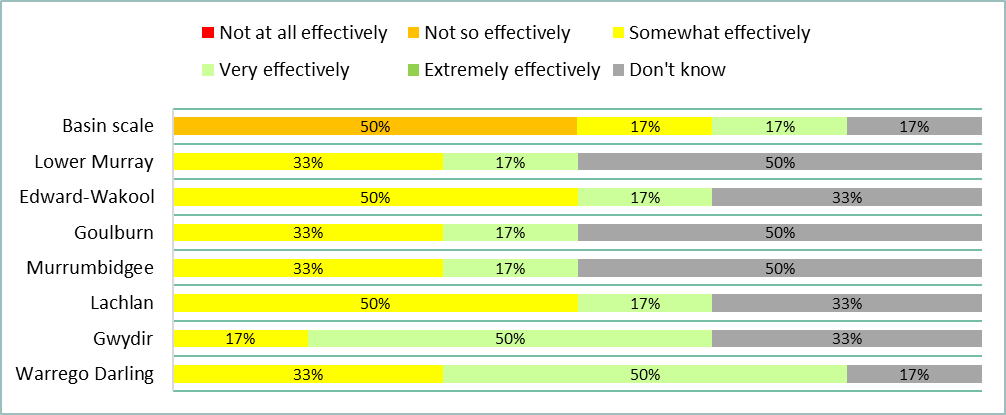 Not at all effectively Not so effectively Somewhat effectively
Very effectively Extremely effectively Don't know
Basin scale 50% 17% 17% 17%
Lower Murray 33% 17% 50%
Edward-Wakool 50% 17% 33%
Goulburn 33% 17% 50%
Murrumbidgee 33% 17% 50%
Lachlan 50% 17% 33%
Gwydir 17% 50% 33%
Warrego Darling 33% 50% 17%